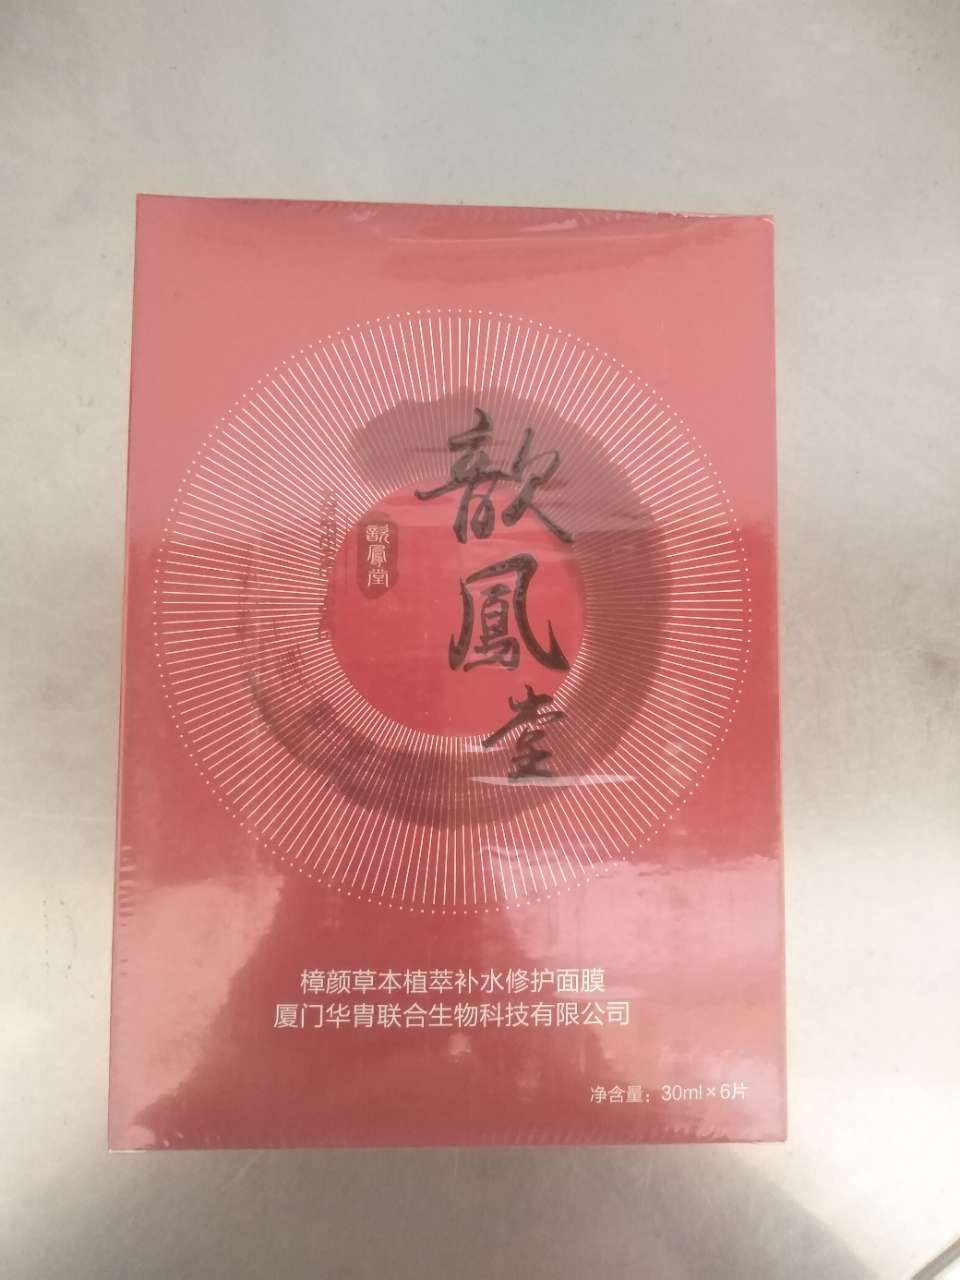 歆鳳堂
歆鳳堂
樟颜草本植萃补水修护面膜
厦门华胄联合生物科技有限公司
净含量：30ml×6片